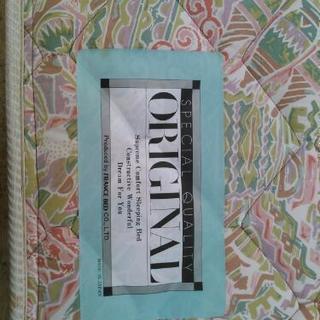 SPECIAL QUALITY
ORIGINAL
Supreme Comfort Sleeping Bed
Constructive Wonderful
Dream For You
Produced by FRANCE BED CO., LTD.